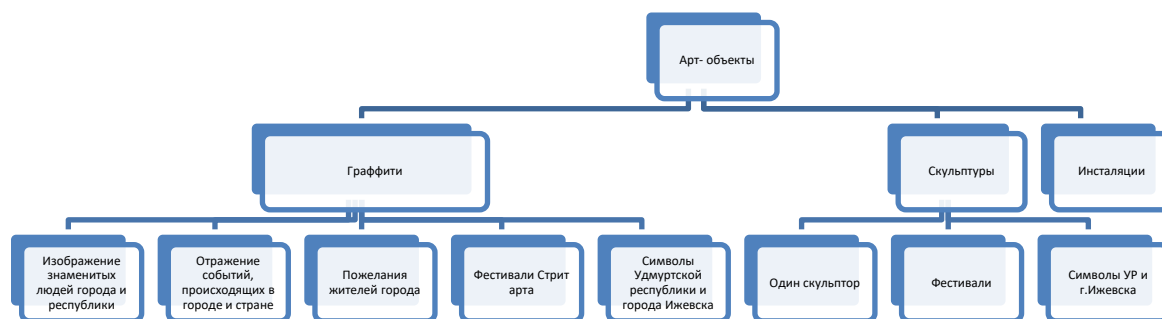 Арт- объекты
Граффити
Скульптуры
Инсталяции
Изображение
знаменитых
людей города и
республики
Отражение
событий,
происходящих в
городе и стране
Пожелания
жителей города
Фестивали Стрит
арта
Символы
Удмуртской
республики и
города Ижевска
Один скульптор
Фестивали
Символы УР и
г.Ижевска